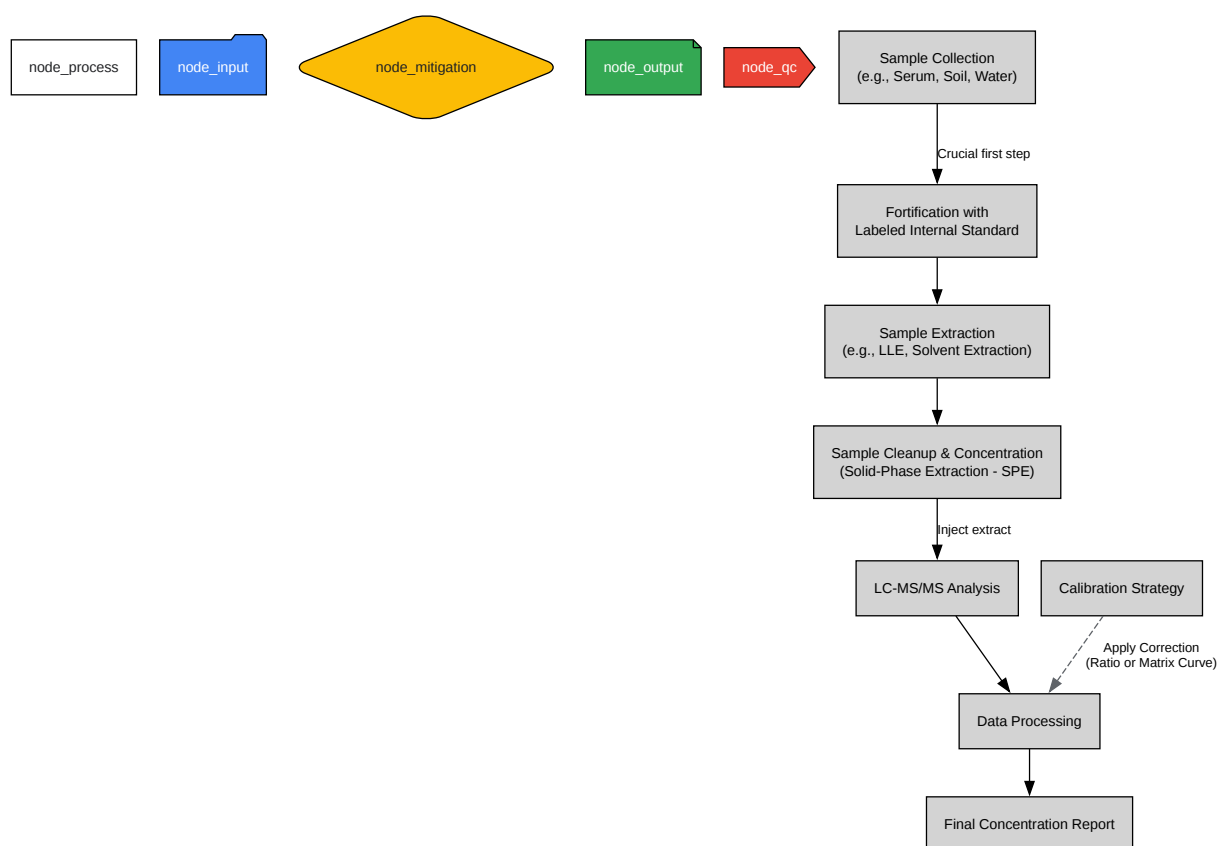 node_process
node_input
node_mitigation
node_output
node_qc
Sample Collection
(e.g., Serum, Soil, Water)
Crucial first step
Fortification with
Labeled Internal Standard
Sample Extraction
(e.g., LLE, Solvent Extraction)
Sample Cleanup & Concentration
(Solid-Phase Extraction - SPE)
Inject extract
LC-MS/MS Analysis
Calibration Strategy
Apply Correction
(Ratio or Matrix Curve)
Data Processing
Final Concentration Report